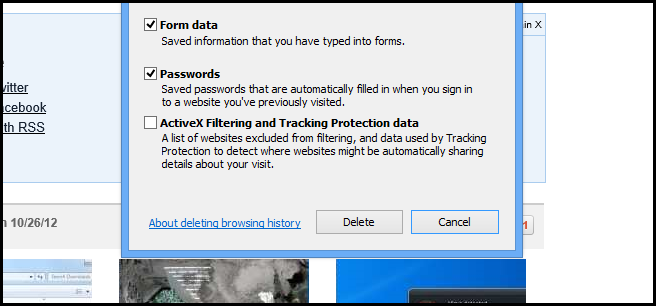 Form data
Saved information that you have typed into forms.
in X
witter
Passwords
Saved passwords that are automatically filled in when you sign in
to a website you've previously visited.
acebook
th RSS
ActiveX Filtering and Tracking Protection data
A list of websites excluded from filtering, and data used by Tracking
Protection to detect where websites might be automatically sharing
details about your visit.
n 10/26/12
About deleting browsing history
Delete
Cancel
1